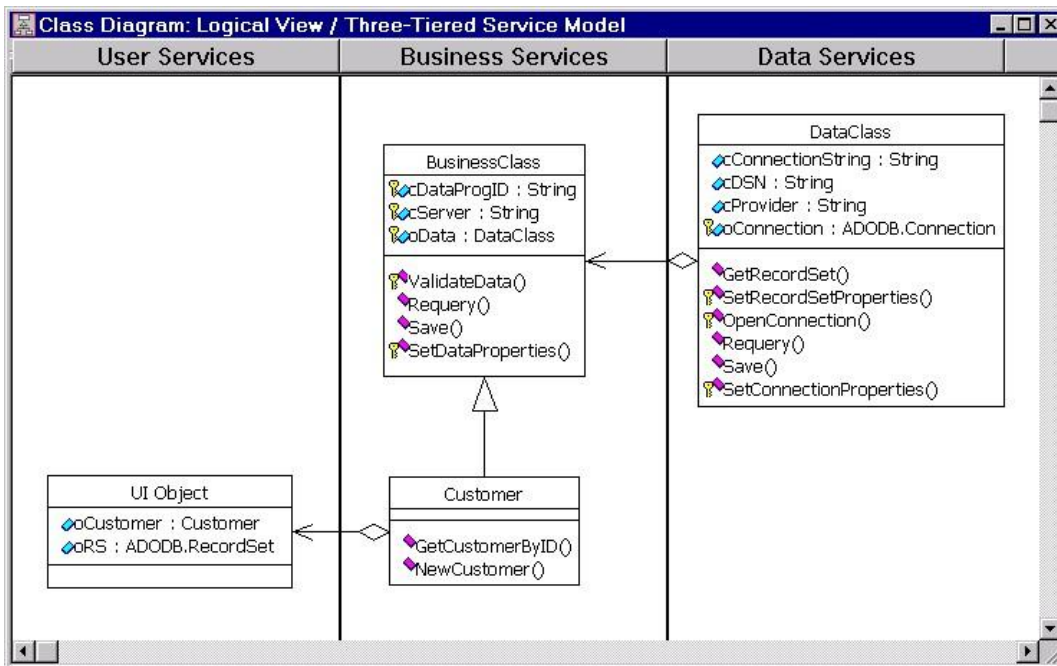 Class Diagram: Logical View / Three-Tiered Service Model
User Services
Business Services
Data Services
BusinessClass
cDataProgID : String
cServer : String
oData : DataClass
ValidateData()
Requery()
Save()
SetDataProperties()
DataClass
cConnectionString : String
cDSN : String
cProvider : String
oConnection : ADODB.Connection
GetRecordSet()
SetRecordSetProperties()
OpenConnection()
Requery()
Save()
SetConnectionProperties()
UI Object
oCustomer : Customer
oRS : ADODB.RecordSet
Customer
GetCustomerByID()
NewCustomer()